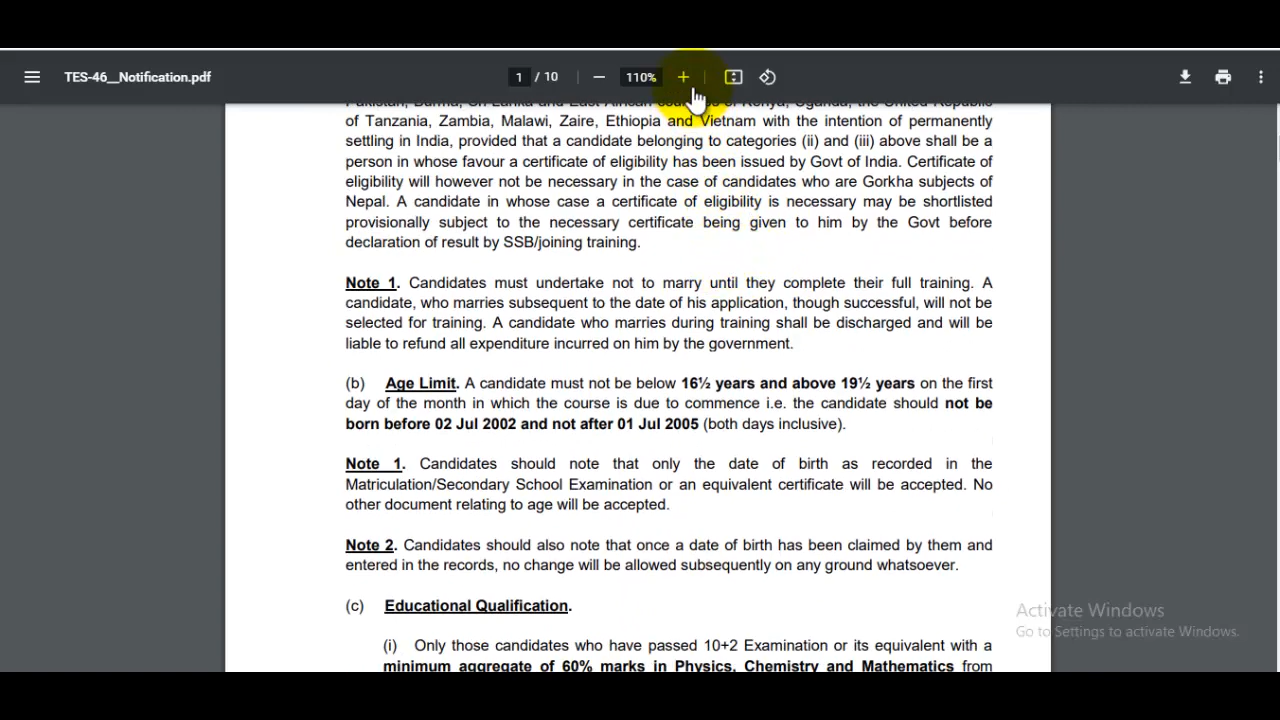 TES-46__Notification.pdf
1 / 10
110%
Pakistan, Burma, Sri Lanka and East African countries of Kenya, Uganda, the United Republic
of Tanzania, Zambia, Malawi, Zaire, Ethiopia and Vietnam with the intention of permanently
settling in India, provided that a candidate belonging to categories (ii) and (iii) above shall be a
person in whose favour a certificate of eligibility has been issued by Govt of India. Certificate of
eligibility will however not be necessary in the case of candidates who are Gorkha subjects of
Nepal. A candidate in whose case a certificate of eligibility is necessary may be shortlisted
provisionally subject to the necessary certificate being given to him by the Govt before
declaration of result by SSB/joining training.
Note 1. Candidates must undertake not to marry until they complete their full training. A
candidate, who marries subsequent to the date of his application, though successful, will not be
selected for training. A candidate who marries during training shall be discharged and will be
liable to refund all expenditure incurred on him by the government.
(b) Age Limit. A candidate must not be below 16½ years and above 19½ years on the first
day of the month in which the course is due to commence i.e. the candidate should not be
born before 02 Jul 2002 and not after 01 Jul 2005 (both days inclusive).
Note 1. Candidates should note that only the date of birth as recorded in the
Matriculation/Secondary School Examination or an equivalent certificate will be accepted. No
other document relating to age will be accepted.
Note 2. Candidates should also note that once a date of birth has been claimed by them and
entered in the records, no change will be allowed subsequently on any ground whatsoever.
(c) Educational Qualification.
(i) Only those candidates who have passed 10+2 Examination or its equivalent with a
minimum aggregate of 60% marks in Physics, Chemistry and Mathematics from
Activate Windows
Go to Settings to activate Windows.